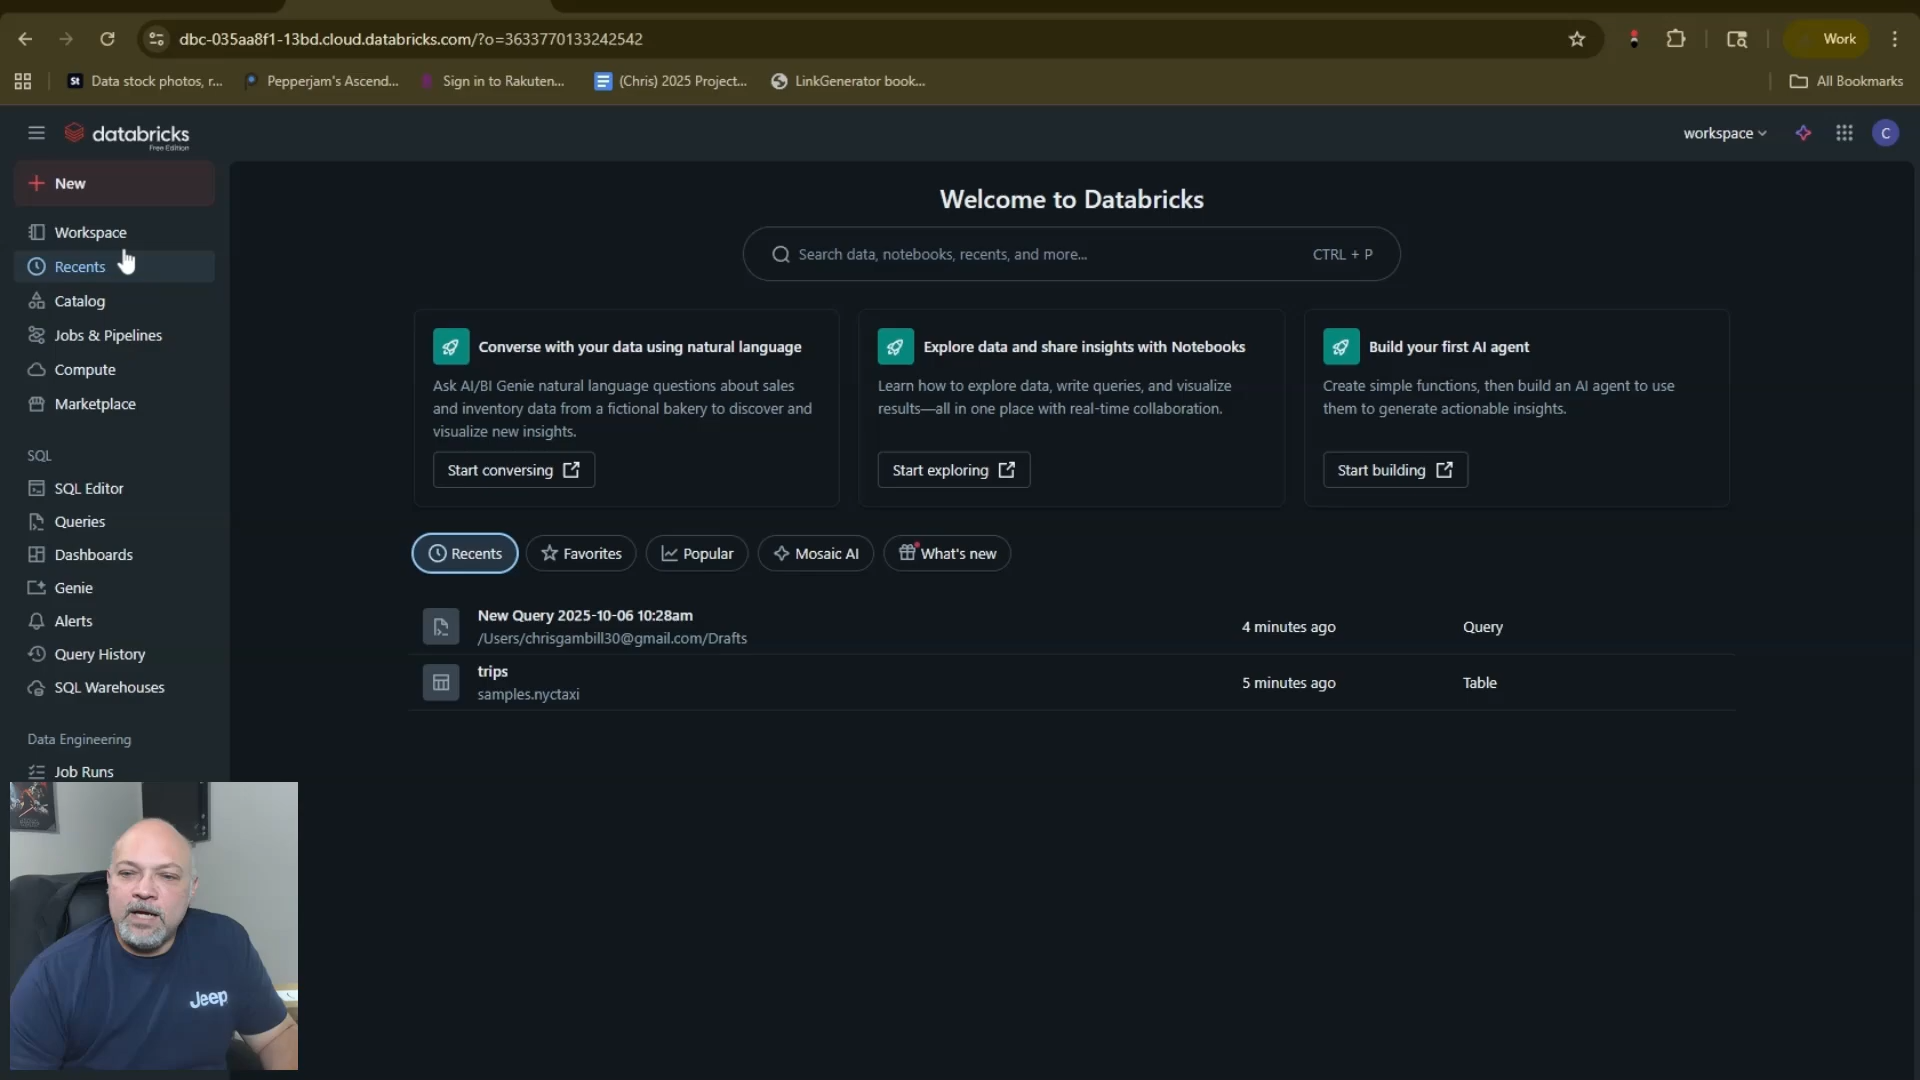 dbc-035aa8f1-13bd.cloud.databricks.com/?o=3633770133242542
Work
St
Data stock photos, r...
Pepperjam's Ascend...
Sign in to Rakuten...
(Chris) 2025 Project...
LinkGenerator book...
All Bookmarks
databricks
Free Edition
workspace
C
New
Workspace
Recents
Catalog
Jobs & Pipelines
Compute
Marketplace
SQL
SQL Editor
Queries
Dashboards
Genie
Alerts
Query History
SQL Warehouses
Data Engineering
Job Runs
Welcome to Databricks
Search data, notebooks, recents, and more...
CTRL + P
Converse with your data using natural language
Ask AI/BI Genie natural language questions about sales
and inventory data from a fictional bakery to discover and
visualize new insights.
Start conversing
Explore data and share insights with Notebooks
Learn how to explore data, write queries, and visualize
results—all in one place with real-time collaboration.
Start exploring
Build your first AI agent
Create simple functions, then build an AI agent to use
them to generate actionable insights.
Start building
Recents
Favorites
Popular
Mosaic AI
What's new
New Query 2025-10-06 10:28am
/Users/chrisgambill30@gmail.com/Drafts
4 minutes ago
Query
trips
samples.nyctaxi
5 minutes ago
Table
Jeep